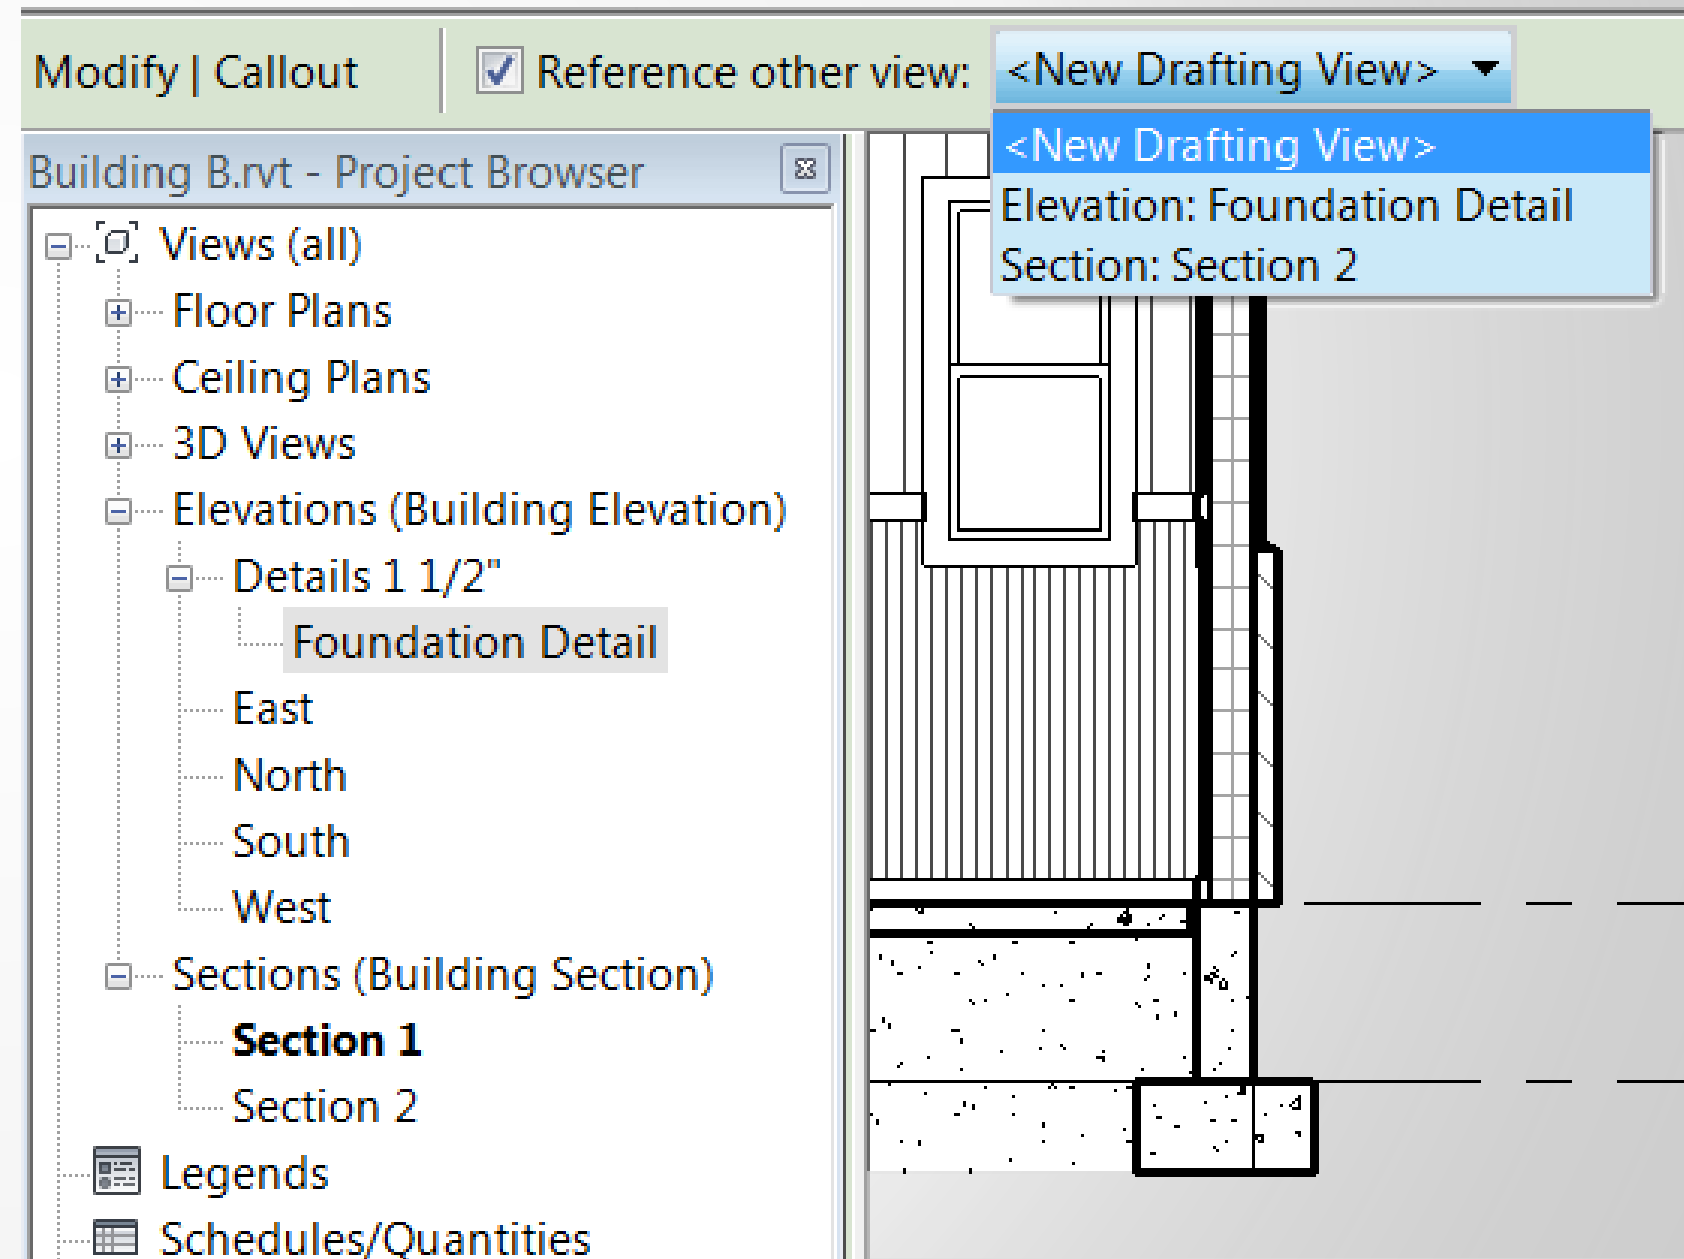 Modify | Callout
Reference other view: <New Drafting View>
<New Drafting View>
Elevation: Foundation Detail
Section: Section 2
Building B.rvt - Project Browser
Views (all)
Floor Plans
Ceiling Plans
3D Views
Elevations (Building Elevation)
Details 1 1/2"
Foundation Detail
East
North
South
West
Sections (Building Section)
Section 1
Section 2
Legends
Schedules/Quantities